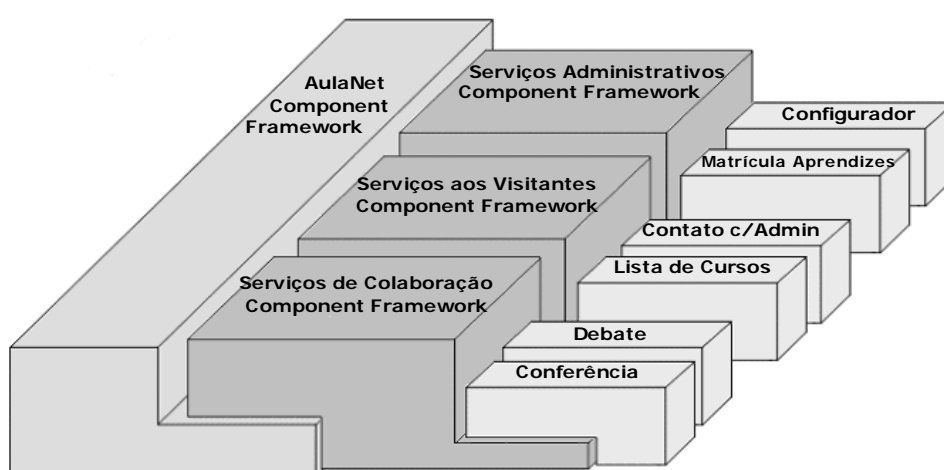 AulaNet
Component
Framework
Serviços Administrativos
Component Framework
Configurador
Matrícula Aprendizes
Serviços aos Visitantes
Component Framework
Contato c/Admin
Lista de Cursos
Serviços de Colaboração
Component Framework
Debate
Conferência